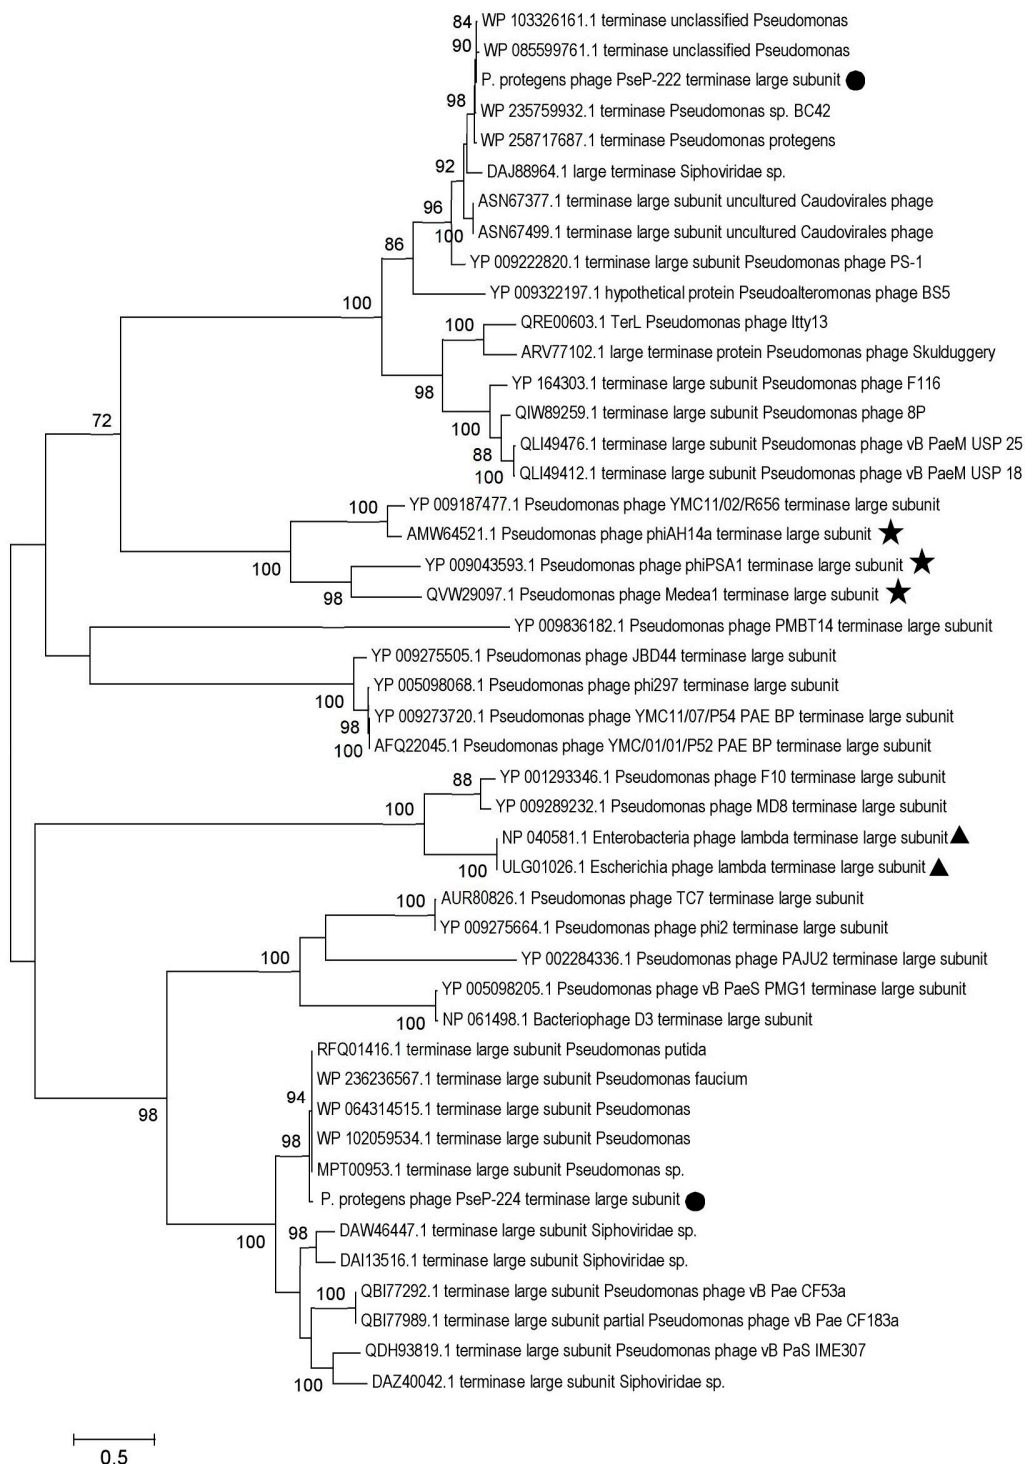 84
WP 103326161.1 terminase unclassified Pseudomonas
90
WP 085599761.1 terminase unclassified Pseudomonas
P. protegens phage PseP-222 terminase large subunit
98
WP 235759932.1 terminase Pseudomonas sp. BC42
WP 258717687.1 terminase Pseudomonas protegens
92
DAJ88964.1 large terminase Siphoviridae sp.
96
ASN67377.1 terminase large subunit uncultured Caudovirales phage
100
ASN67499.1 terminase large subunit uncultured Caudovirales phage
86
YP 009222820.1 terminase large subunit Pseudomonas phage PS-1
YP 009322197.1 hypothetical protein Pseudoalteromonas phage BS5
100
100
QRE00603.1 TerL Pseudomonas phage Itty13
ARV77102.1 large terminase protein Pseudomonas phage Skulduggery
98
YP 164303.1 terminase large subunit Pseudomonas phage F116
72
QIW89259.1 terminase large subunit Pseudomonas phage 8P
100
QLI49476.1 terminase large subunit Pseudomonas phage vB PaeM USP 25
88
QLI49412.1 terminase large subunit Pseudomonas phage vB PaeM USP 18
100
100
YP 009187477.1 Pseudomonas phage YMC11/02/R656 terminase large subunit
AMW64521.1 Pseudomonas phage phiAH14a terminase large subunit
100
YP 009043593.1 Pseudomonas phage phiPSA1 terminase large subunit
98
QVW29097.1 Pseudomonas phage Medea1 terminase large subunit
YP 009836182.1 Pseudomonas phage PMBT14 terminase large subunit
YP 009275505.1 Pseudomonas phage JBD44 terminase large subunit
YP 005098068.1 Pseudomonas phage phi297 terminase large subunit
100
YP 009273720.1 Pseudomonas phage YMC11/07/P54 PAE BP terminase large subunit
98
AFQ22045.1 Pseudomonas phage YMC/01/01/P52 PAE BP terminase large subunit
100
88
YP 001293346.1 Pseudomonas phage F10 terminase large subunit
100
YP 009289232.1 Pseudomonas phage MD8 terminase large subunit
NP 040581.1 Enterobacteria phage lambda terminase large subunit
100
ULG01026.1 Escherichia phage lambda terminase large subunit
100
AUR80826.1 Pseudomonas phage TC7 terminase large subunit
YP 009275664.1 Pseudomonas phage phi2 terminase large subunit
100
YP 002284336.1 Pseudomonas phage PAJU2 terminase large subunit
YP 005098205.1 Pseudomonas phage vB PaeS PMG1 terminase large subunit
100
NP 061498.1 Bacteriophage D3 terminase large subunit
RFQ01416.1 terminase large subunit Pseudomonas putida
WP 236236567.1 terminase large subunit Pseudomonas faucium
94
98
WP 064314515.1 terminase large subunit Pseudomonas
98
WP 102059534.1 terminase large subunit Pseudomonas
MPT00953.1 terminase large subunit Pseudomonas sp.
P. protegens phage PseP-224 terminase large subunit
98
DAW46447.1 terminase large subunit Siphoviridae sp.
100
DAI13516.1 terminase large subunit Siphoviridae sp.
100
QBI77292.1 terminase large subunit Pseudomonas phage vB Pae CF53a
QBI77989.1 terminase large subunit partial Pseudomonas phage vB Pae CF183a
QDH93819.1 terminase large subunit Pseudomonas phage vB PaS IME307
100
DAZ40042.1 terminase large subunit Siphoviridae sp.
0.5